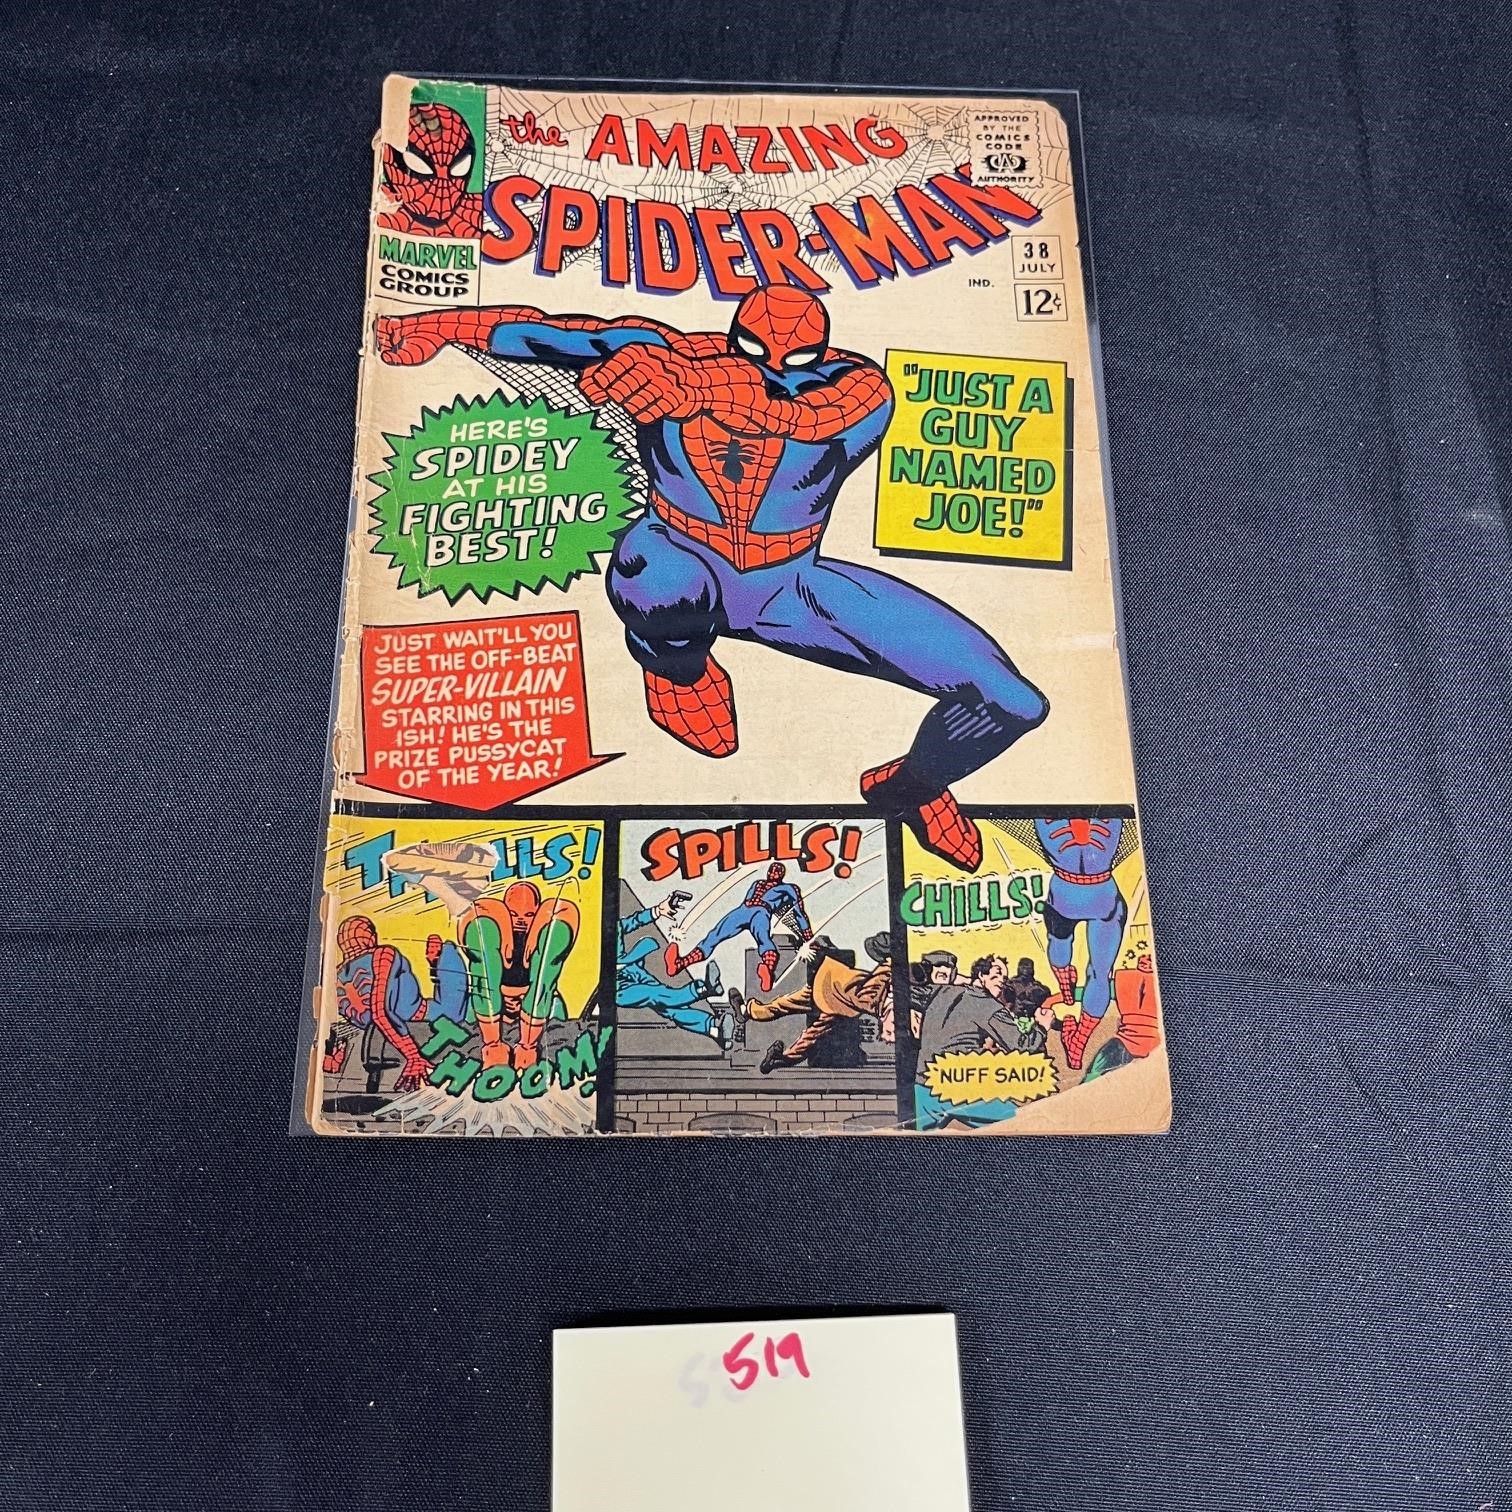 the AMAZING
SPIDER-MAN
APPROVED
BY THE
COMICS
CODE
CA
AUTHORITY
MARVEL
COMICS
GROUP
38
JULY
IND.
12¢
"JUST A
GUY
NAMED
JOE!"
HERE'S
SPIDEY
AT HIS
FIGHTING
BEST!
JUST WAIT'LL YOU
SEE THE OFF-BEAT
SUPER-VILLAIN
STARRING IN THIS
ISH! HE'S THE
PRIZE PUSSYCAT
OF THE YEAR!
SPILLS!
CHILLS!
THOOM!
'NUFF SAID!
519